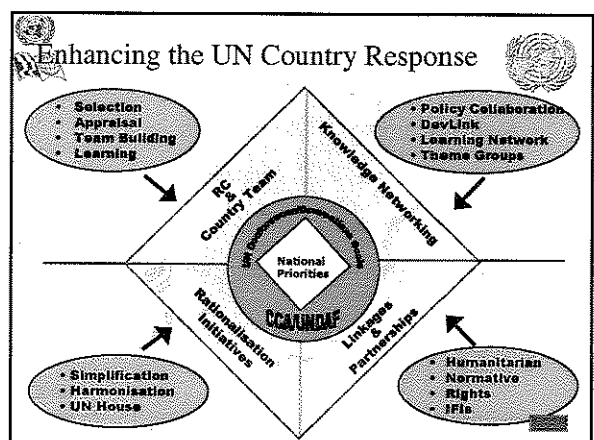 Enhancing the UN Country Response
• Selection
• Appraisal
• Team Building
• Learning
• Policy Collaboration
• DevLink
• Learning Network
• Theme Groups
RC
&
Country Team
Knowledge Networking
National
Priorities
CCA/UNDAF
Rationalisation
Initiatives
Linkages
&
Partnerships
• Simplification
• Harmonisation
• UN House
• Humanitarian
• Normative
• Rights
• IFIs